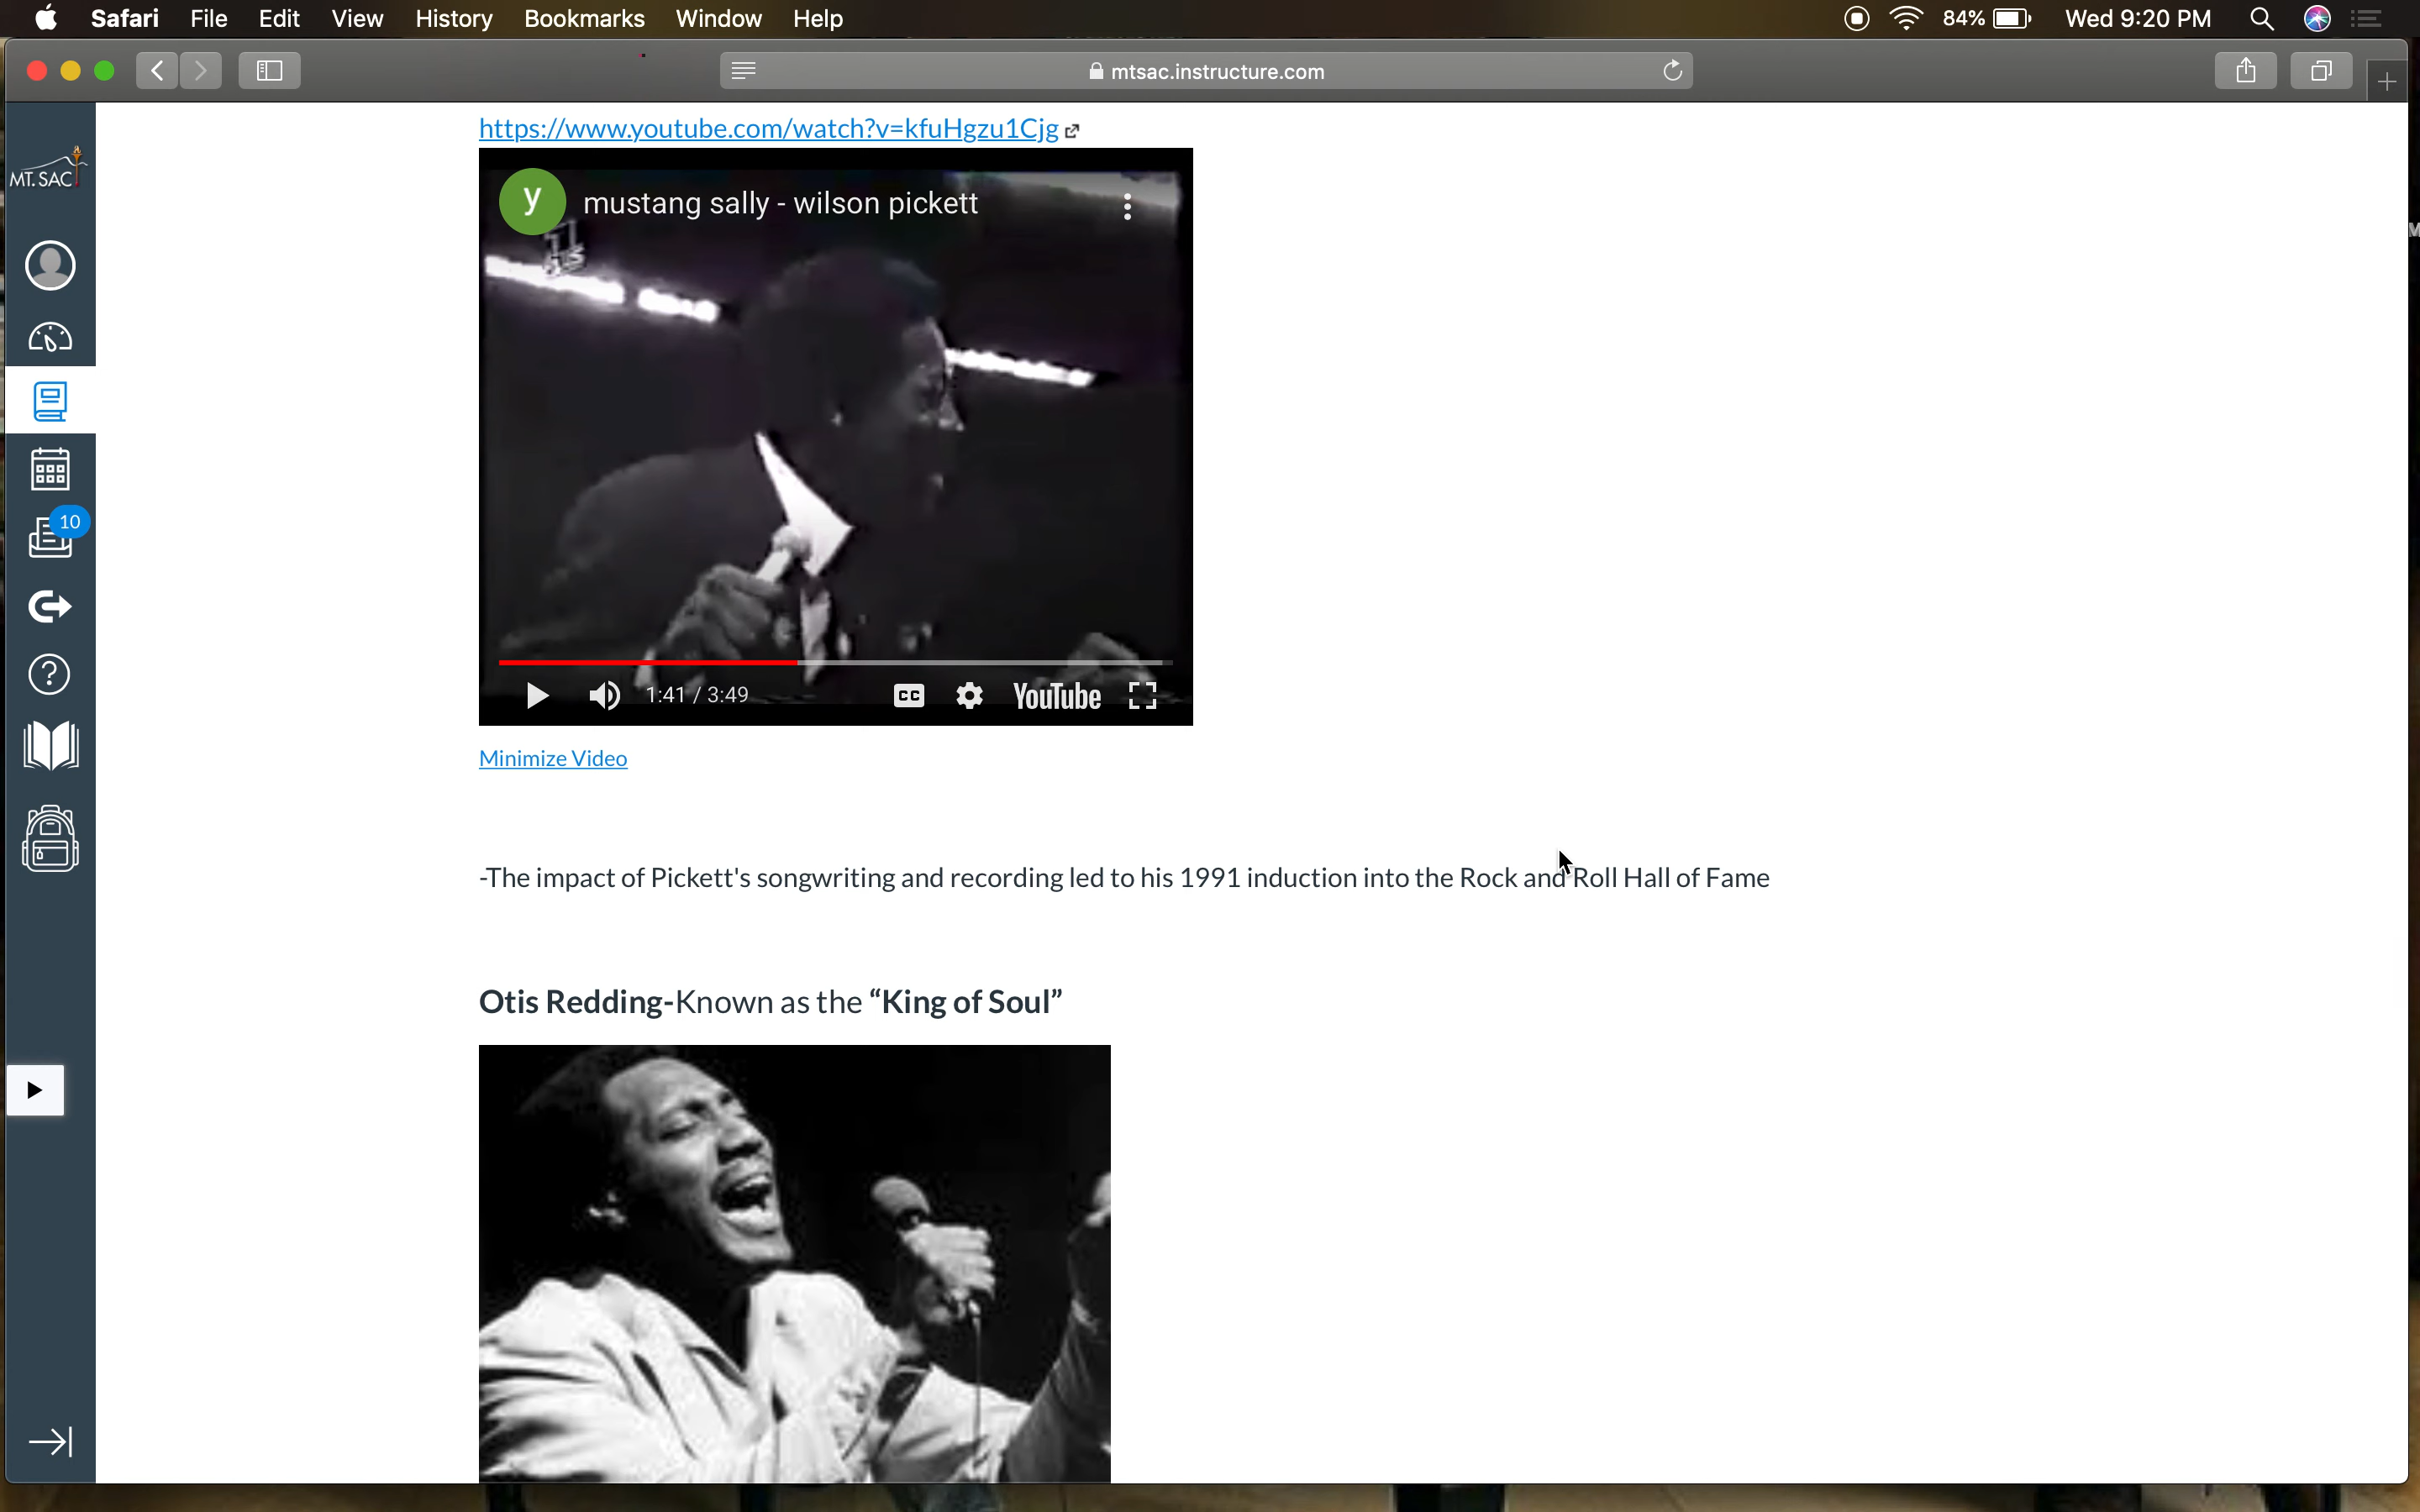 Safari File Edit View History Bookmarks Window Help 84% Wed 9:20 PM
mtsac.instructure.com
MT. SAC
10
https://www.youtube.com/watch?v=kfuHgzu1Cjg
y mustang sally - wilson pickett
1:41 / 3:49 CC YouTube
Minimize Video
-The impact of Pickett's songwriting and recording led to his 1991 induction into the Rock and Roll Hall of Fame
Otis Redding-Known as the “King of Soul”